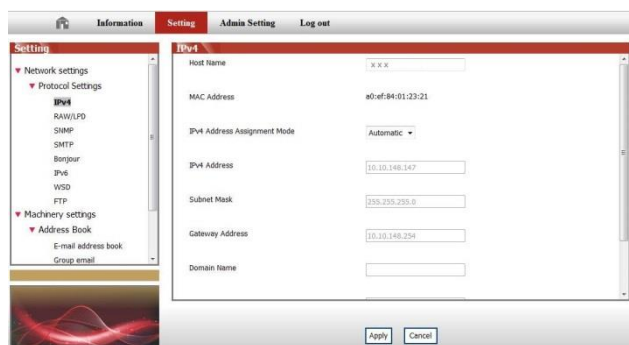 Information Setting Admin Setting Log out
Setting
Network settings
Protocol Settings
IPv4
RAW/LPD
SNMP
SMTP
Bonjour
IPv6
WSD
FTP
Machinery settings
Address Book
E-mail address book
Group email
IPv4
Host Name xxx
MAC Address a0:ef:84:01:23:21
IPv4 Address Assignment Mode Automatic
IPv4 Address 10.10.148.147
Subnet Mask 255.255.255.0
Gateway Address 10.10.148.254
Domain Name
Apply Cancel